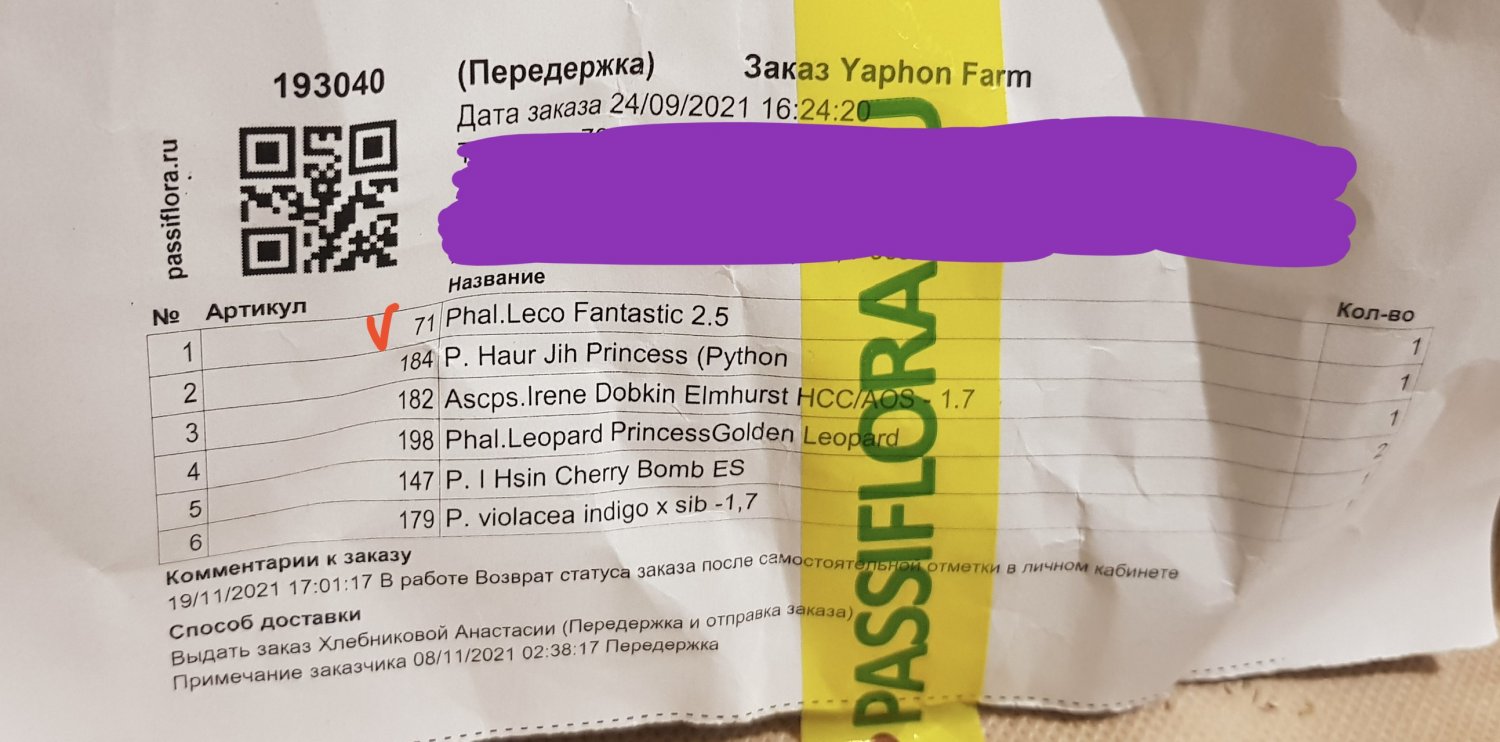 193040
(Передержка) Заказ Yaphon Farm
Дата заказа 24/09/2021 16:24:20
passiflora.ru
№ Артикул Название Кол-во
1 71 Phal.Leco Fantastic 2.5 1
2 184 P. Haur Jih Princess (Python 1
3 182 Ascps.Irene Dobkin Elmhurst HCC/AOS - 1.7 1
4 198 Phal.Leopard PrincessGolden Leopard 2
5 147 P. I Hsin Cherry Bomb ES
6 179 P. violacea indigo x sib -1,7
Комментарии к заказу
19/11/2021 17:01:17 В работе Возврат статуса заказа после самостоятельной отметки в личном кабинете
Способ доставки
Выдать заказ Хлебниковой Анастасии (Передержка и отправка заказа)
Примечание заказчика 08/11/2021 02:38:17 Передержка
PASSIFLORA.RU